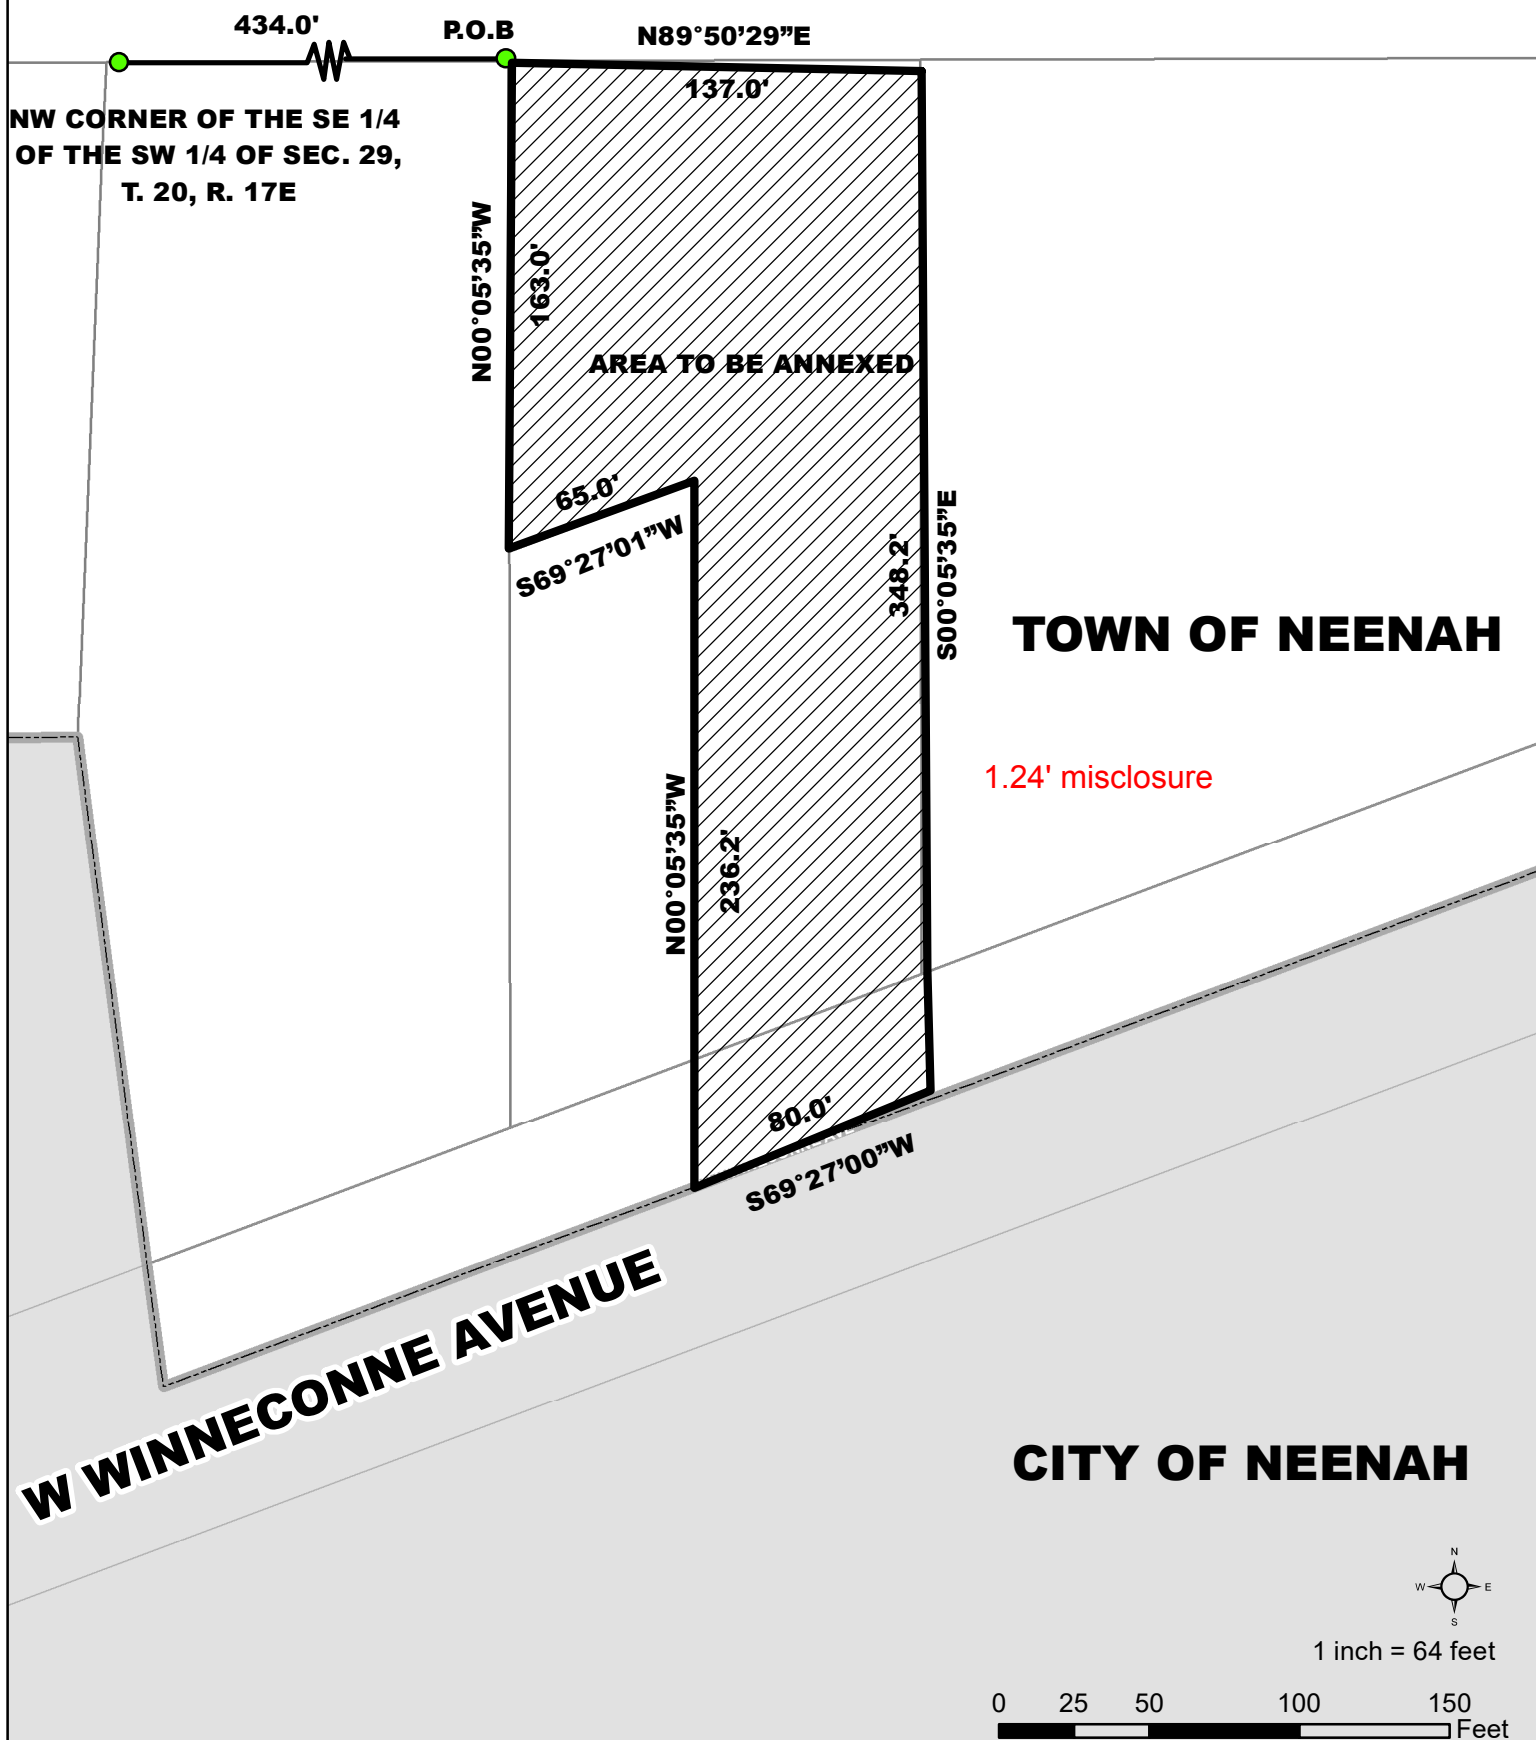 434.0'
P.O.B
N89°50’29”E
137.0'
NW CORNER OF THE SE 1/4
OF THE SW 1/4 OF SEC. 29,
T. 20, R. 17E
N00°05’35”W
163.0'
AREA TO BE ANNEXED
65.0'
S69°27’01”W
348.2'
S00°05’35”E
TOWN OF NEENAH
1.24' misclosure
N00°05’35”W
236.2'
80.0'
S69°27’00”W
W WINNECONNE AVENUE
CITY OF NEENAH
N
W E
S
1 inch = 64 feet
0 25 50 100 150
Feet